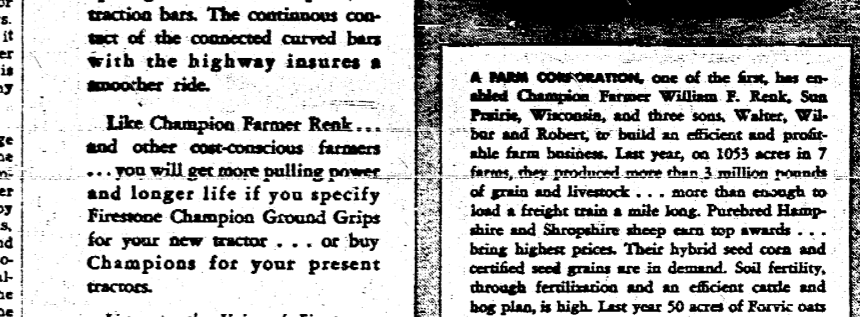 traction bars. The continuous con-
tact of the connected curved bars
with the highway insures a
smoother ride.
Like Champion Farmer Renk...
and other cost-conscious farmers
...you will get more pulling power
and longer life if you specify
Firestone Champion Ground Grips
for your new tractor . . . or buy
Champions for your present
tractors.
A FARM CORPORATION, one of the first, has en-
abled Champion Farmer William F. Renk, Sun
Prairie, Wisconsin, and three sons, Walter, Wil-
bur and Robert, to build an efficient and profit-
able farm business. Last year, on 1053 acres in 7
farms, they produced more than 3 million pounds
of grain and livestock . . . more than enough to
load a freight train a mile long. Purebred Hamp-
shire and Shropshire sheep earn top awards . . .
bring highest prices. Their hybrid seed corn and
certified seed grains are in demand. Soil fertility,
through fertilization and an efficient cattle and
hog plan, is high. Last year 50 acres of Forvic oats